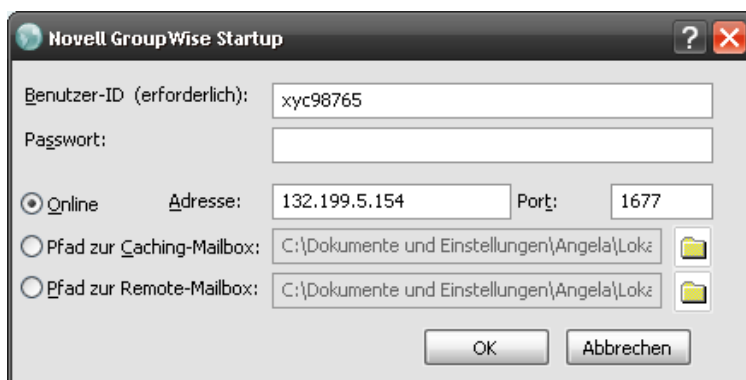 Novell GroupWise Startup
Benutzer-ID (erforderlich): xyc98765
Passwort:
Online Adresse: 132.199.5.154 Port: 1677
Pfad zur Caching-Mailbox: C:\Dokumente und Einstellungen\Angela\Loka
Pfad zur Remote-Mailbox: C:\Dokumente und Einstellungen\Angela\Loka
OK Abbrechen